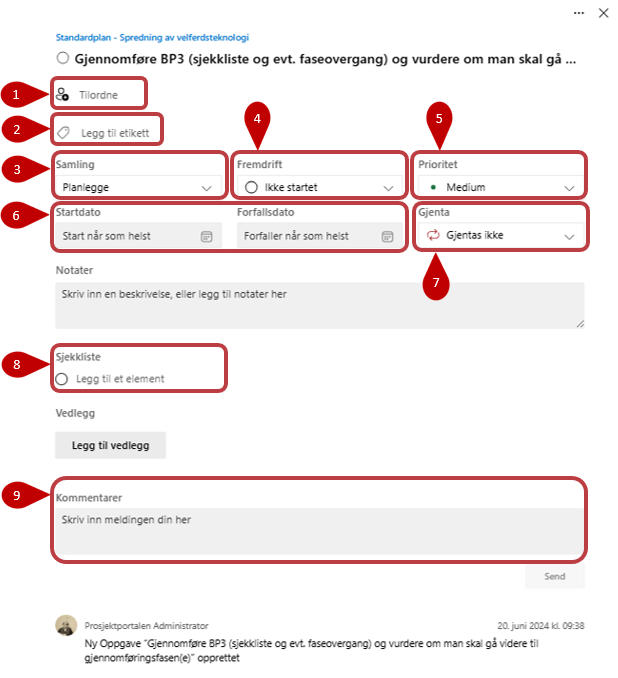 Standardplan - Spredning av velferdsteknologi
Gjennomføre BP3 (sjekkliste og evt. faseovergang) og vurdere om man skal gå ...
1
Tilordne
2
Legg til etikett
4
5
3
Samling
Fremdrift
Prioritet
Planlegge
Ikke startet
Medium
6
Startdato
Forfallsdato
Gjenta
Start når som helst
Forfaller når som helst
Gjentas ikke
7
Notater
Skriv inn en beskrivelse, eller legg til notater her
8
Sjekkliste
Legg til et element
Vedlegg
Legg til vedlegg
9
Kommentarer
Skriv inn meldingen din her
Send
Prosjektportalen Administrator
20. juni 2024 kl. 09:38
Ny Oppgave "Gjennomføre BP3 (sjekkliste og evt. faseovergang) og vurdere om man skal gå videre til
gjennomføringsfasen(e)" opprettet